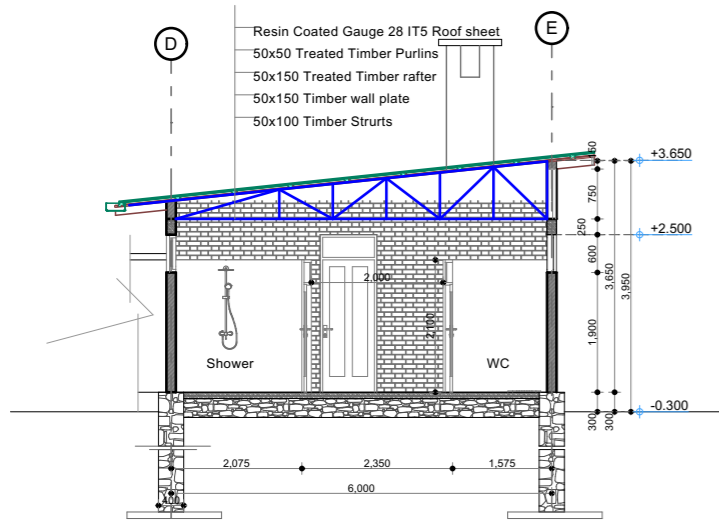 D
E
Resin Coated Gauge 28 IT5 Roof sheet
50x50 Treated Timber Purlins
50x150 Treated Timber rafter
50x150 Timber wall plate
50x100 Timber Strurts
+3.650
750
+2.500
250
600
3,650
3,950
2,000
2,100
1,900
Shower
WC
-0.300
300
300
2,075
2,350
1,575
6,000
400